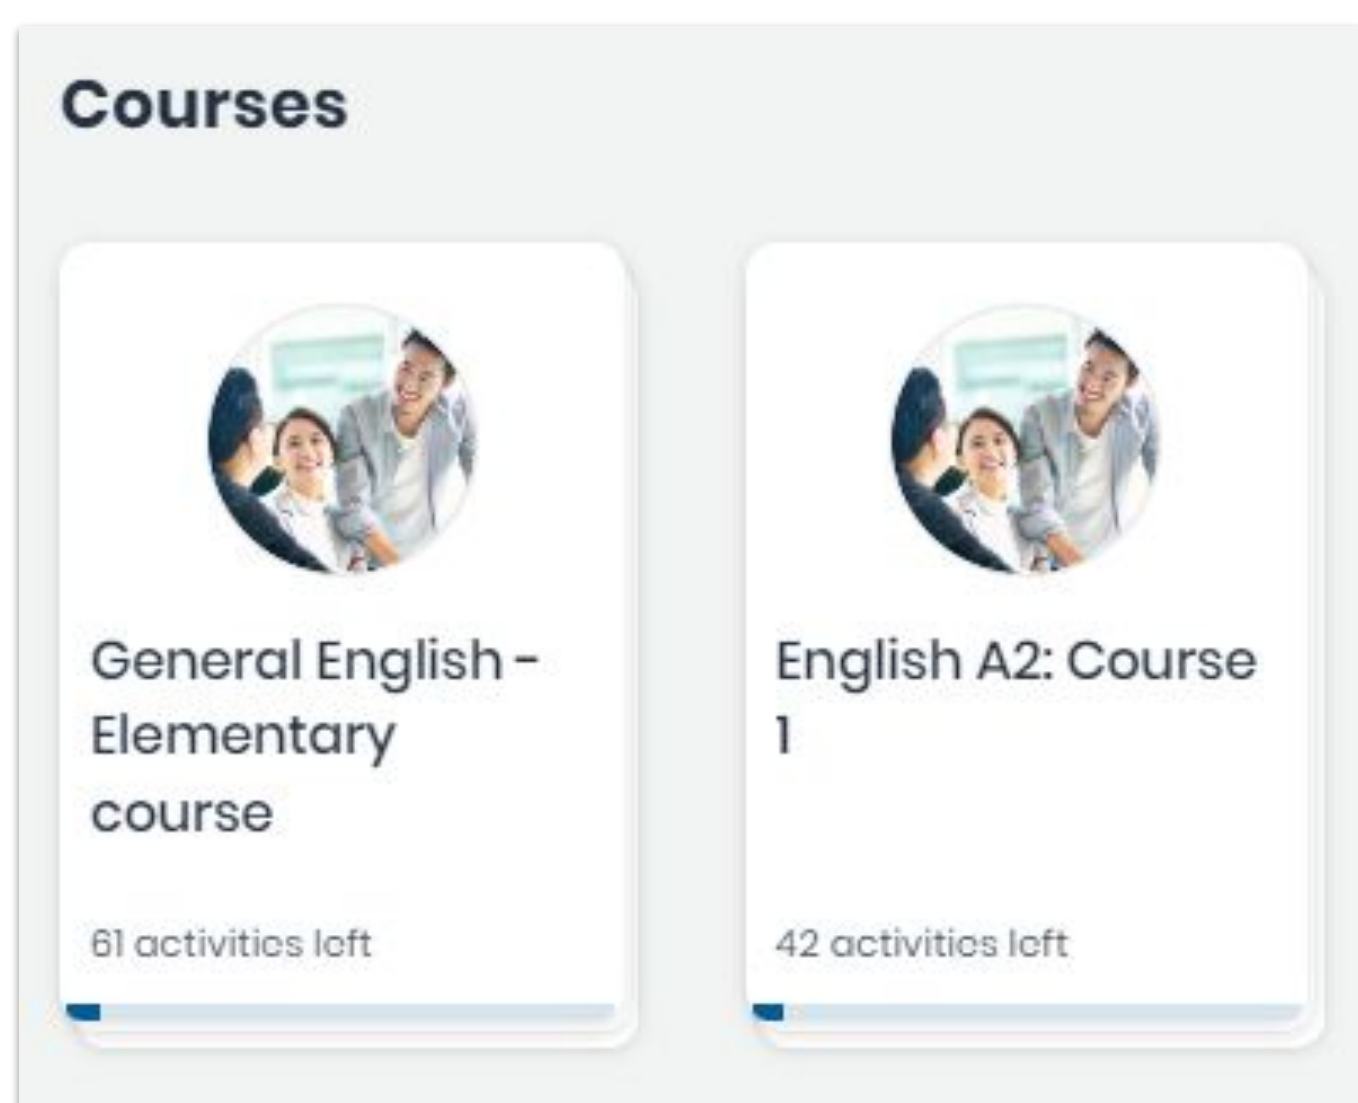 Courses
General English -
Elementary
course
61 activities left
English A2: Course
1
42 activities left